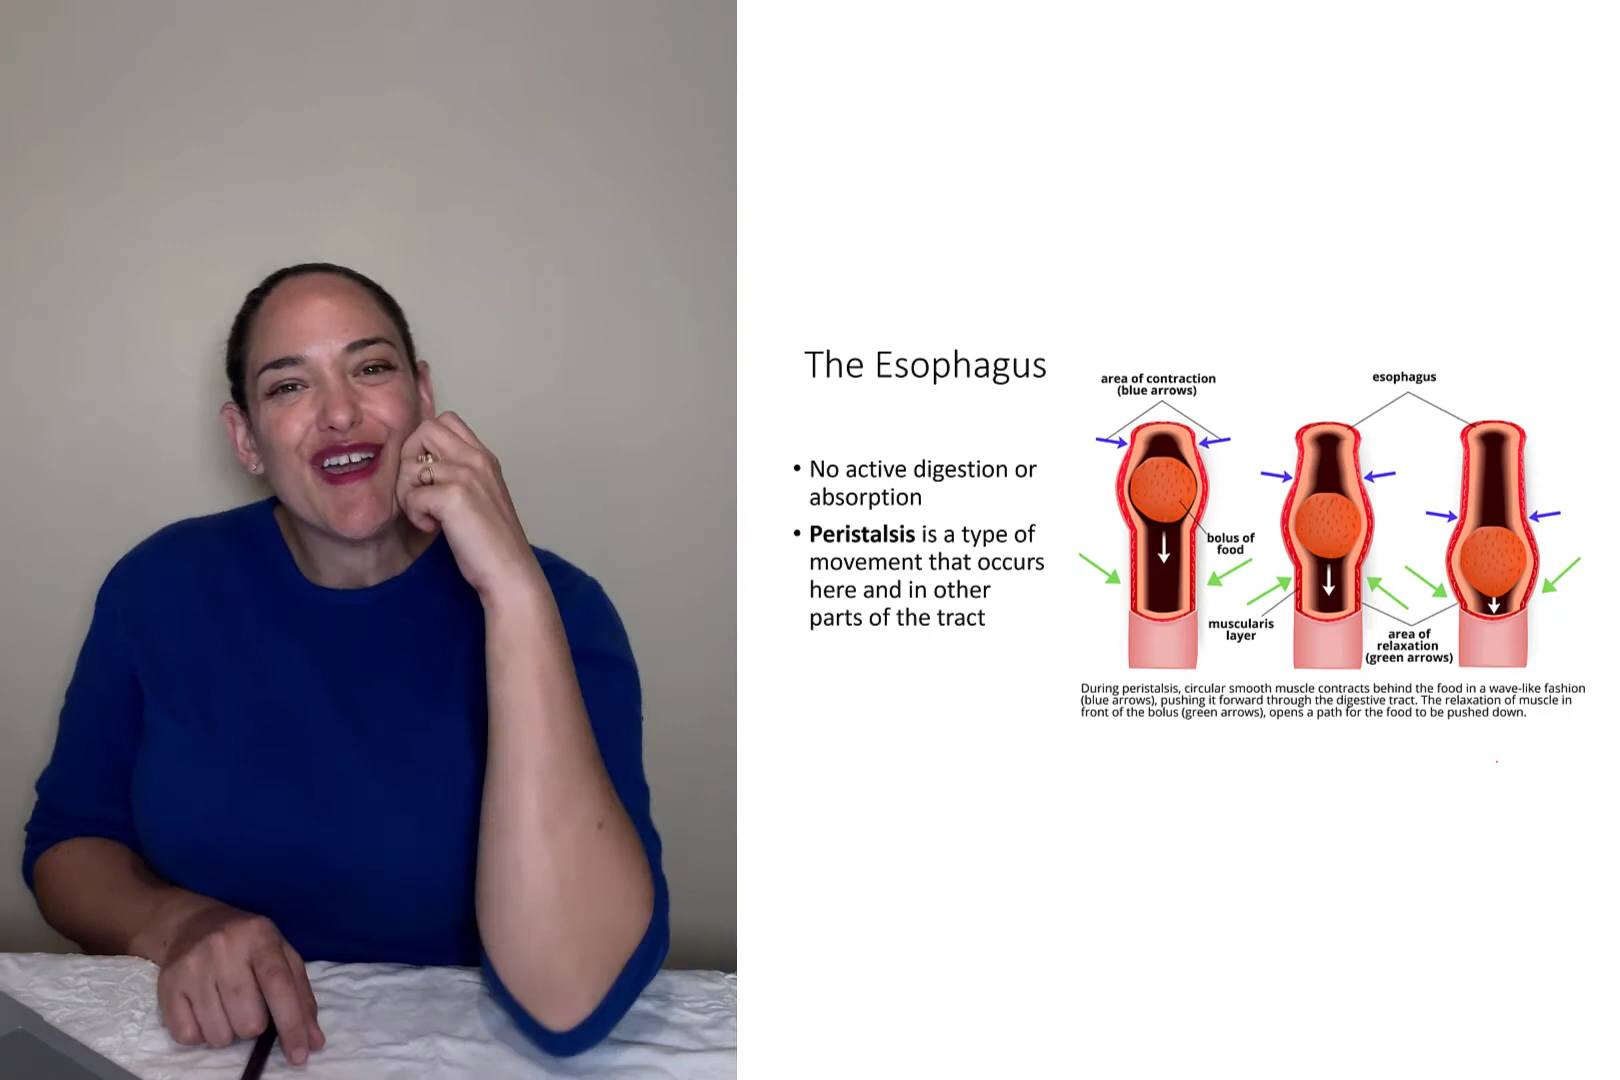 The Esophagus
• No active digestion or
absorption
• Peristalsis is a type of
movement that occurs
here and in other
parts of the tract
area of contraction
(blue arrows)
esophagus
bolus of
food
muscularis
layer
area of
relaxation
(green arrows)
During peristalsis, circular smooth muscle contracts behind the food in a wave-like fashion
(blue arrows), pushing it forward through the digestive tract. The relaxation of muscle in
front of the bolus (green arrows), opens a path for the food to be pushed down.